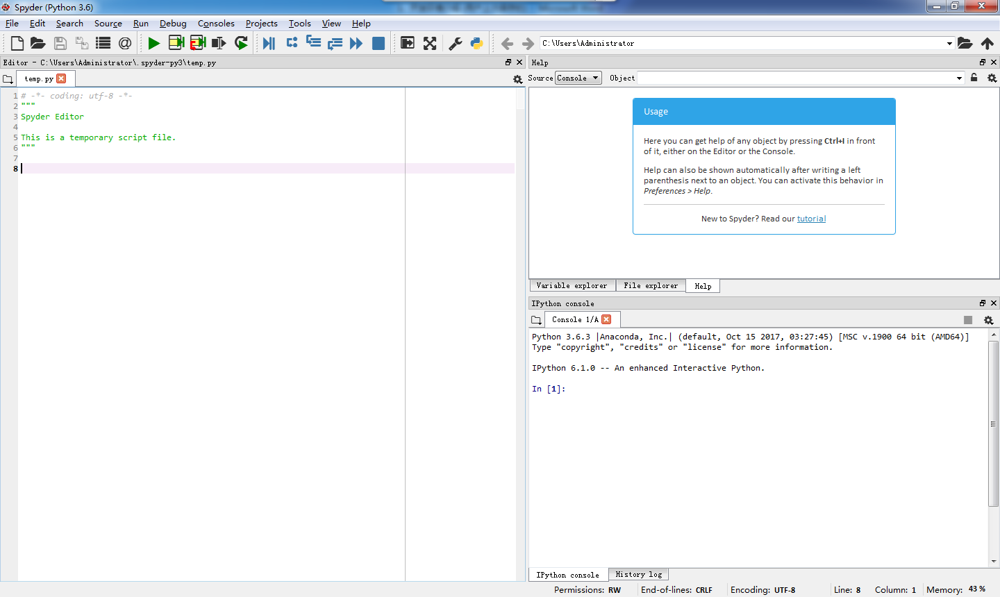 Spyder (Python 3.6)
File Edit Search Source Run Debug Consoles Projects Tools View Help
C:\Users\Administrator
Editor - C:\Users\Administrator\.spyder-py3\temp.py
temp.py
1 # -*- coding: utf-8 -*-
2 """
3 Spyder Editor
4
5 This is a temporary script file.
6 """
7
8
Help
Source Console Object
Usage
Here you can get help of any object by pressing Ctrl+I in front
of it, either on the Editor or the Console.
Help can also be shown automatically after writing a left
parenthesis next to an object. You can activate this behavior in
Preferences > Help.
New to Spyder? Read our tutorial
Variable explorer File explorer Help
IPython console
Console 1/A
Python 3.6.3 |Anaconda, Inc.| (default, Oct 15 2017, 03:27:45) [MSC v.1900 64 bit (AMD64)]
Type "copyright", "credits" or "license" for more information.
IPython 6.1.0 -- An enhanced Interactive Python.
In [1]:
IPython console History log
Permissions: RW End-of-lines: CRLF Encoding: UTF-8 Line: 8 Column: 1 Memory: 43 %